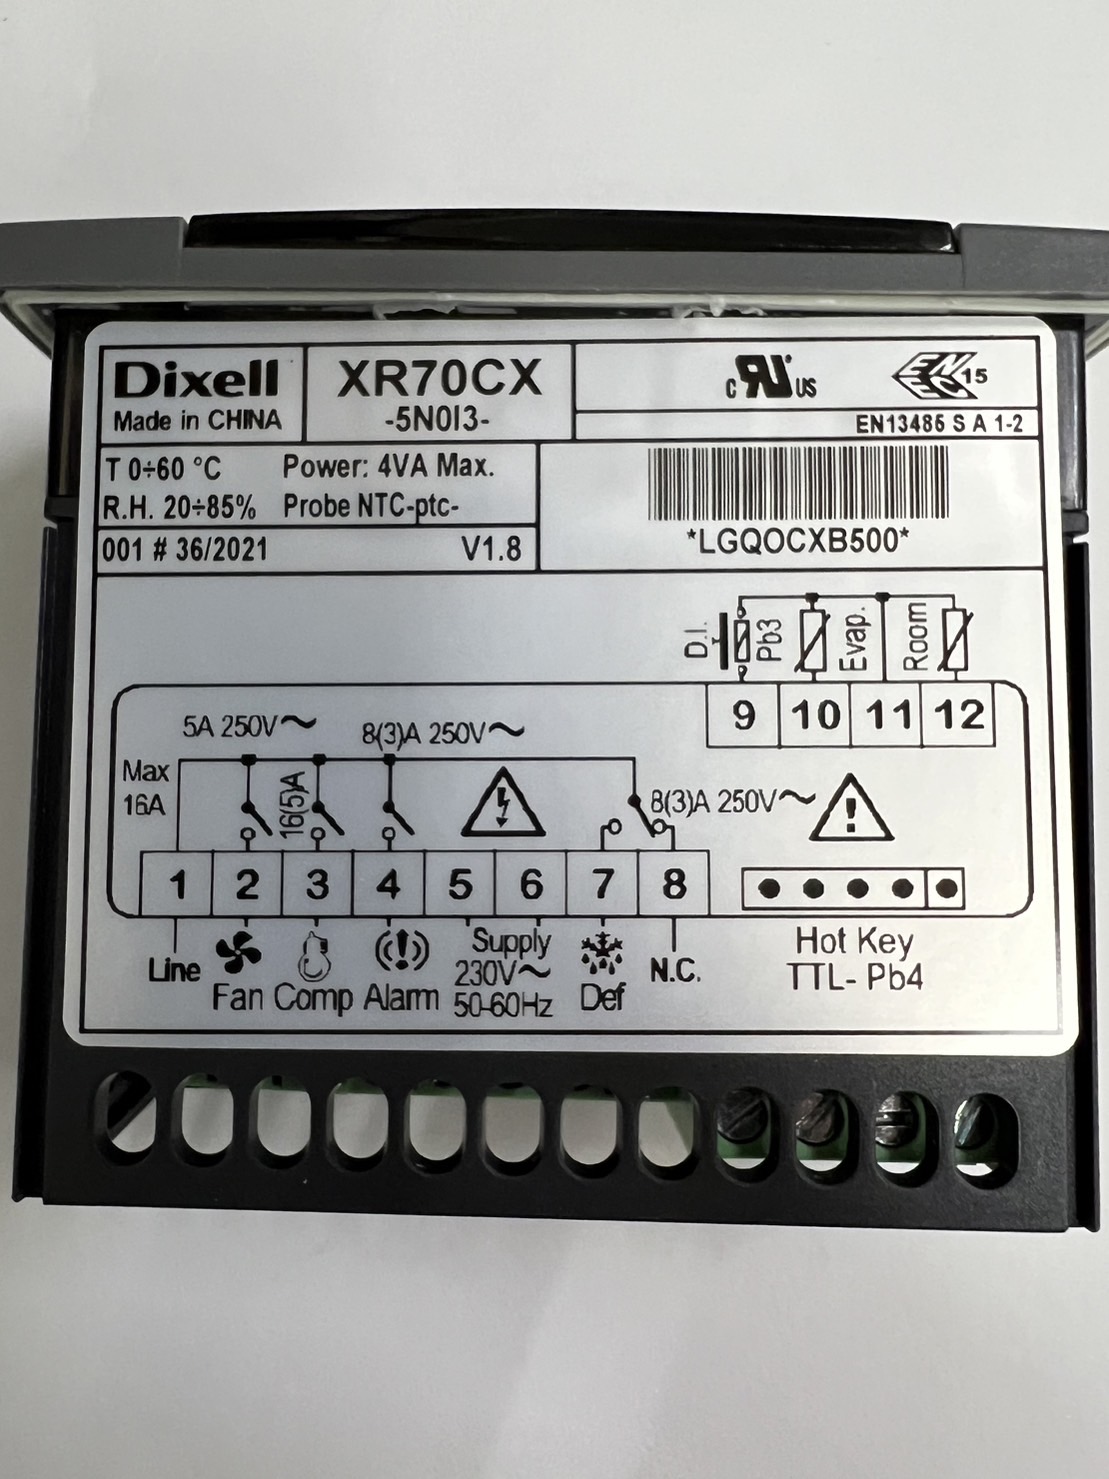 Dixell
Made in CHINA
XR70CX
-5N0I3-
c RU us
EN EC 15
EN13485 S A 1-2
T 0÷60 °C Power: 4VA Max.
R.H. 20÷85% Probe NTC-ptc-
001 # 36/2021 V1.8
*LGQOCXB500*
D.I. Pb3 Evap. Room
9 10 11 12
5A 250V~ 8(3)A 250V~
Max
16A
16(5)A
8(3)A 250V~
1 2 3 4 5 6 7 8
Line Fan Comp Alarm
Supply
230V~
50-60Hz
Def
N.C.
Hot Key
TTL- Pb4